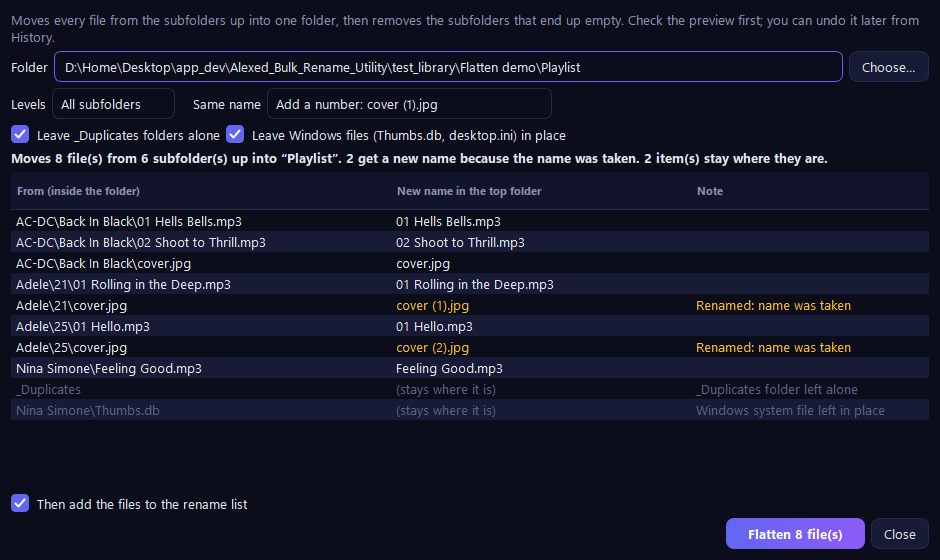 Moves every file from the subfolders up into one folder, then removes the subfolders that end up empty. Check the preview first; you can undo it later from
History.
Folder D:\Home\Desktop\app_dev\Alexed_Bulk_Rename_Utility\test_library\Flatten demo\Playlist Choose...
Levels All subfolders Same name Add a number: cover (1).jpg
Leave _Duplicates folders alone Leave Windows files (Thumbs.db, desktop.ini) in place
Moves 8 file(s) from 6 subfolder(s) up into “Playlist”. 2 get a new name because the name was taken. 2 item(s) stay where they are.
From (inside the folder) New name in the top folder Note
AC-DC\Back In Black\01 Hells Bells.mp3 01 Hells Bells.mp3
AC-DC\Back In Black\02 Shoot to Thrill.mp3 02 Shoot to Thrill.mp3
AC-DC\Back In Black\cover.jpg cover.jpg
Adele\21\01 Rolling in the Deep.mp3 01 Rolling in the Deep.mp3
Adele\21\cover.jpg cover (1).jpg Renamed: name was taken
Adele\25\01 Hello.mp3 01 Hello.mp3
Adele\25\cover.jpg cover (2).jpg Renamed: name was taken
Nina Simone\Feeling Good.mp3 Feeling Good.mp3
_Duplicates (stays where it is) _Duplicates folder left alone
Nina Simone\Thumbs.db (stays where it is) Windows system file left in place
Then add the files to the rename list
Flatten 8 file(s) Close